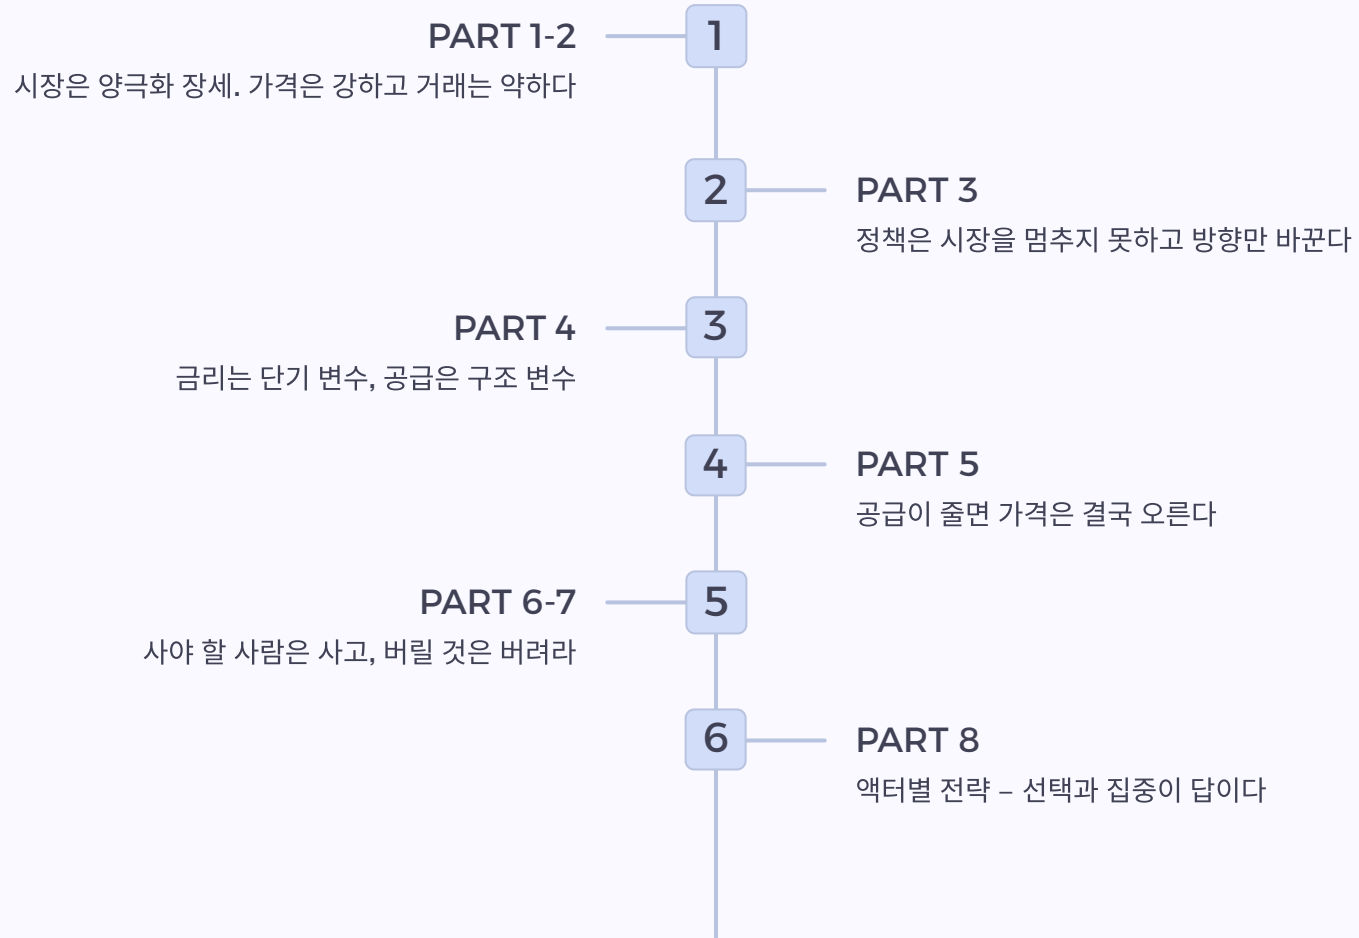 PART 1-2
1
시장은 양극화 장세. 가격은 강하고 거래는 약하다
2
PART 3
정책은 시장을 멈추지 못하고 방향만 바꾼다
PART 4
3
금리는 단기 변수, 공급은 구조 변수
4
PART 5
공급이 줄면 가격은 결국 오른다
PART 6-7
5
사야 할 사람은 사고, 버릴 것은 버려라
6
PART 8
액터별 전략 – 선택과 집중이 답이다